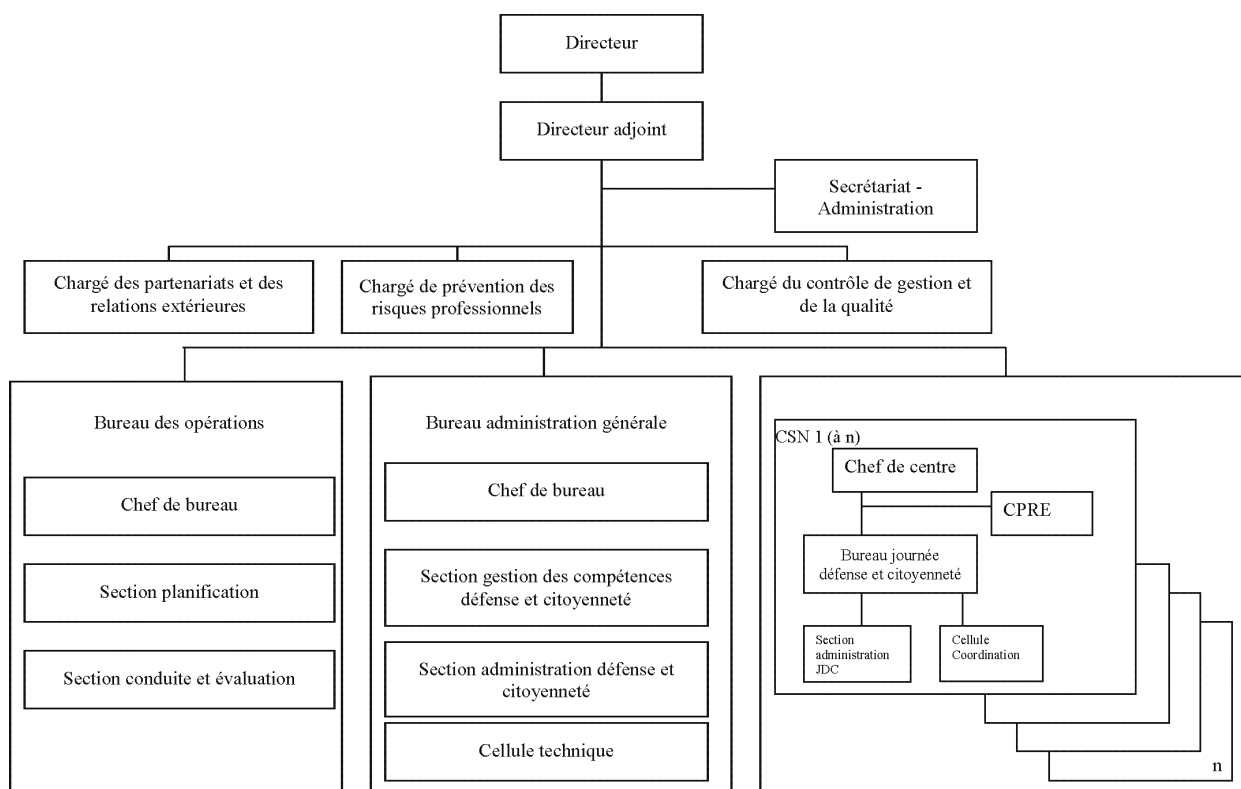 Directeur
Directeur adjoint
Secrétariat -
Administration
Chargé des partenariats et des
relations extérieures
Chargé de prévention des
risques professionnels
Chargé du contrôle de gestion et
de la qualité
Bureau des opérations
Chef de bureau
Section planification
Section conduite et évaluation
Bureau administration générale
Chef de bureau
Section gestion des compétences
défense et citoyenneté
Section administration défense et
citoyenneté
Cellule technique
CSN 1 (à n)
Chef de centre
CPRE
Bureau journée
défense et citoyenneté
Section
administration
JDC
Cellule
Coordination
n